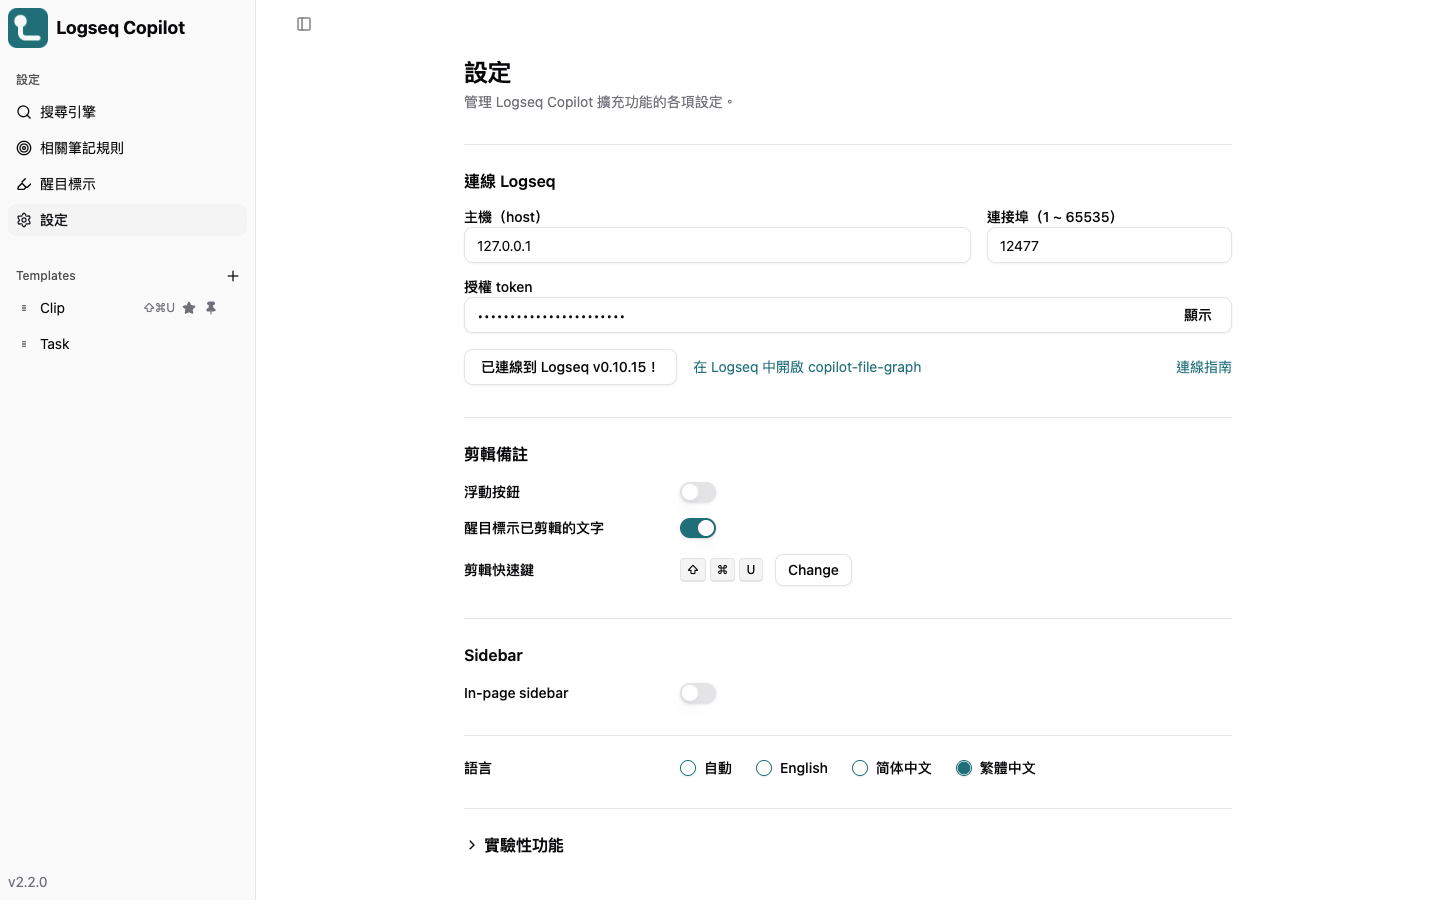 Logseq Copilot
設定
搜尋引擎
相關筆記規則
醒目標示
設定
Templates
Clip ⇧⌘U
Task
v2.2.0
設定
管理 Logseq Copilot 擴充功能的各項設定。
連線 Logseq
主機（host） 連接埠（1 ~ 65535）
127.0.0.1 12477
授權 token
••••••••••••••••••••••• 顯示
已連線到 Logseq v0.10.15！ 在 Logseq 中開啟 copilot-file-graph 連線指南
剪輯備註
浮動按鈕
醒目標示已剪輯的文字
剪輯快速鍵 ⇧ ⌘ U Change
Sidebar
In-page sidebar
語言 自動 English 简体中文 繁體中文
實驗性功能